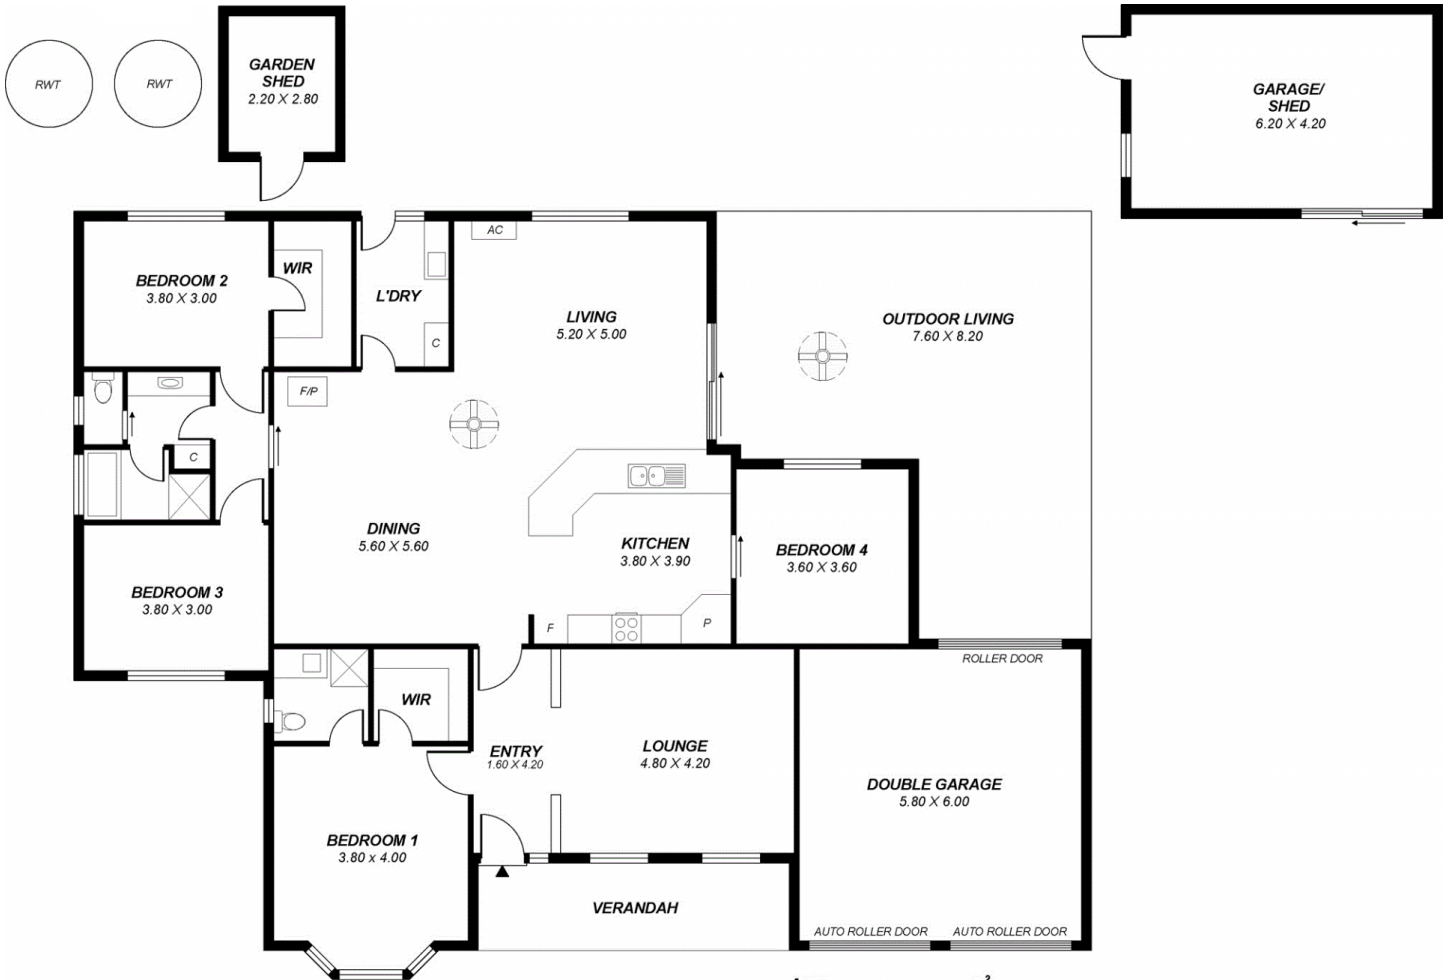 RWT
RWT
GARDEN
SHED
2.20 X 2.80
GARAGE/
SHED
6.20 X 4.20
BEDROOM 2
3.80 X 3.00
WIR
L'DRY
C
AC
LIVING
5.20 X 5.00
OUTDOOR LIVING
7.60 X 8.20
F/P
C
DINING
5.60 X 5.60
KITCHEN
3.80 X 3.90
BEDROOM 4
3.60 X 3.60
BEDROOM 3
3.80 X 3.00
F
P
ROLLER DOOR
WIR
ENTRY
1.60 X 4.20
LOUNGE
4.80 X 4.20
DOUBLE GARAGE
5.80 X 6.00
BEDROOM 1
3.80 x 4.00
VERANDAH
AUTO ROLLER DOOR
AUTO ROLLER DOOR